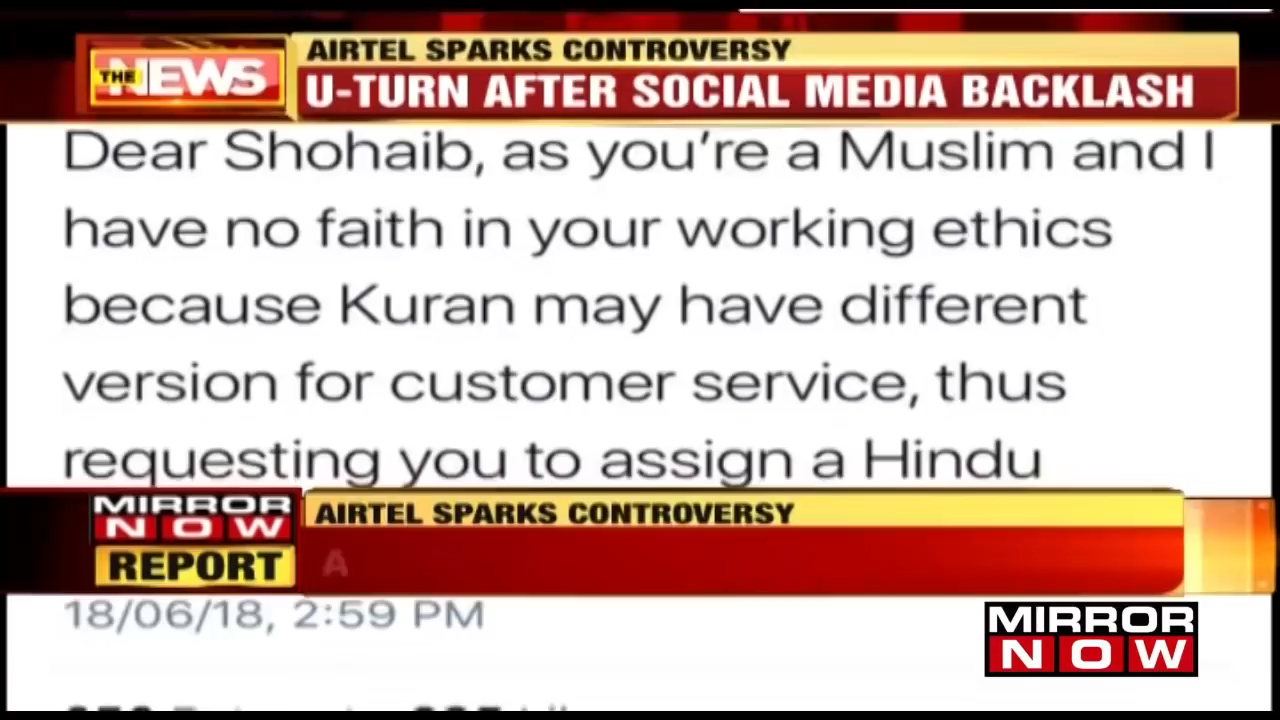 THE NEWS
AIRTEL SPARKS CONTROVERSY
U-TURN AFTER SOCIAL MEDIA BACKLASH
Dear Shohaib, as you're a Muslim and I
have no faith in your working ethics
because Kuran may have different
version for customer service, thus
requesting you to assign a Hindu
MIRROR
NOW
REPORT
AIRTEL SPARKS CONTROVERSY
A
18/06/18, 2:59 PM
MIRROR
NOW